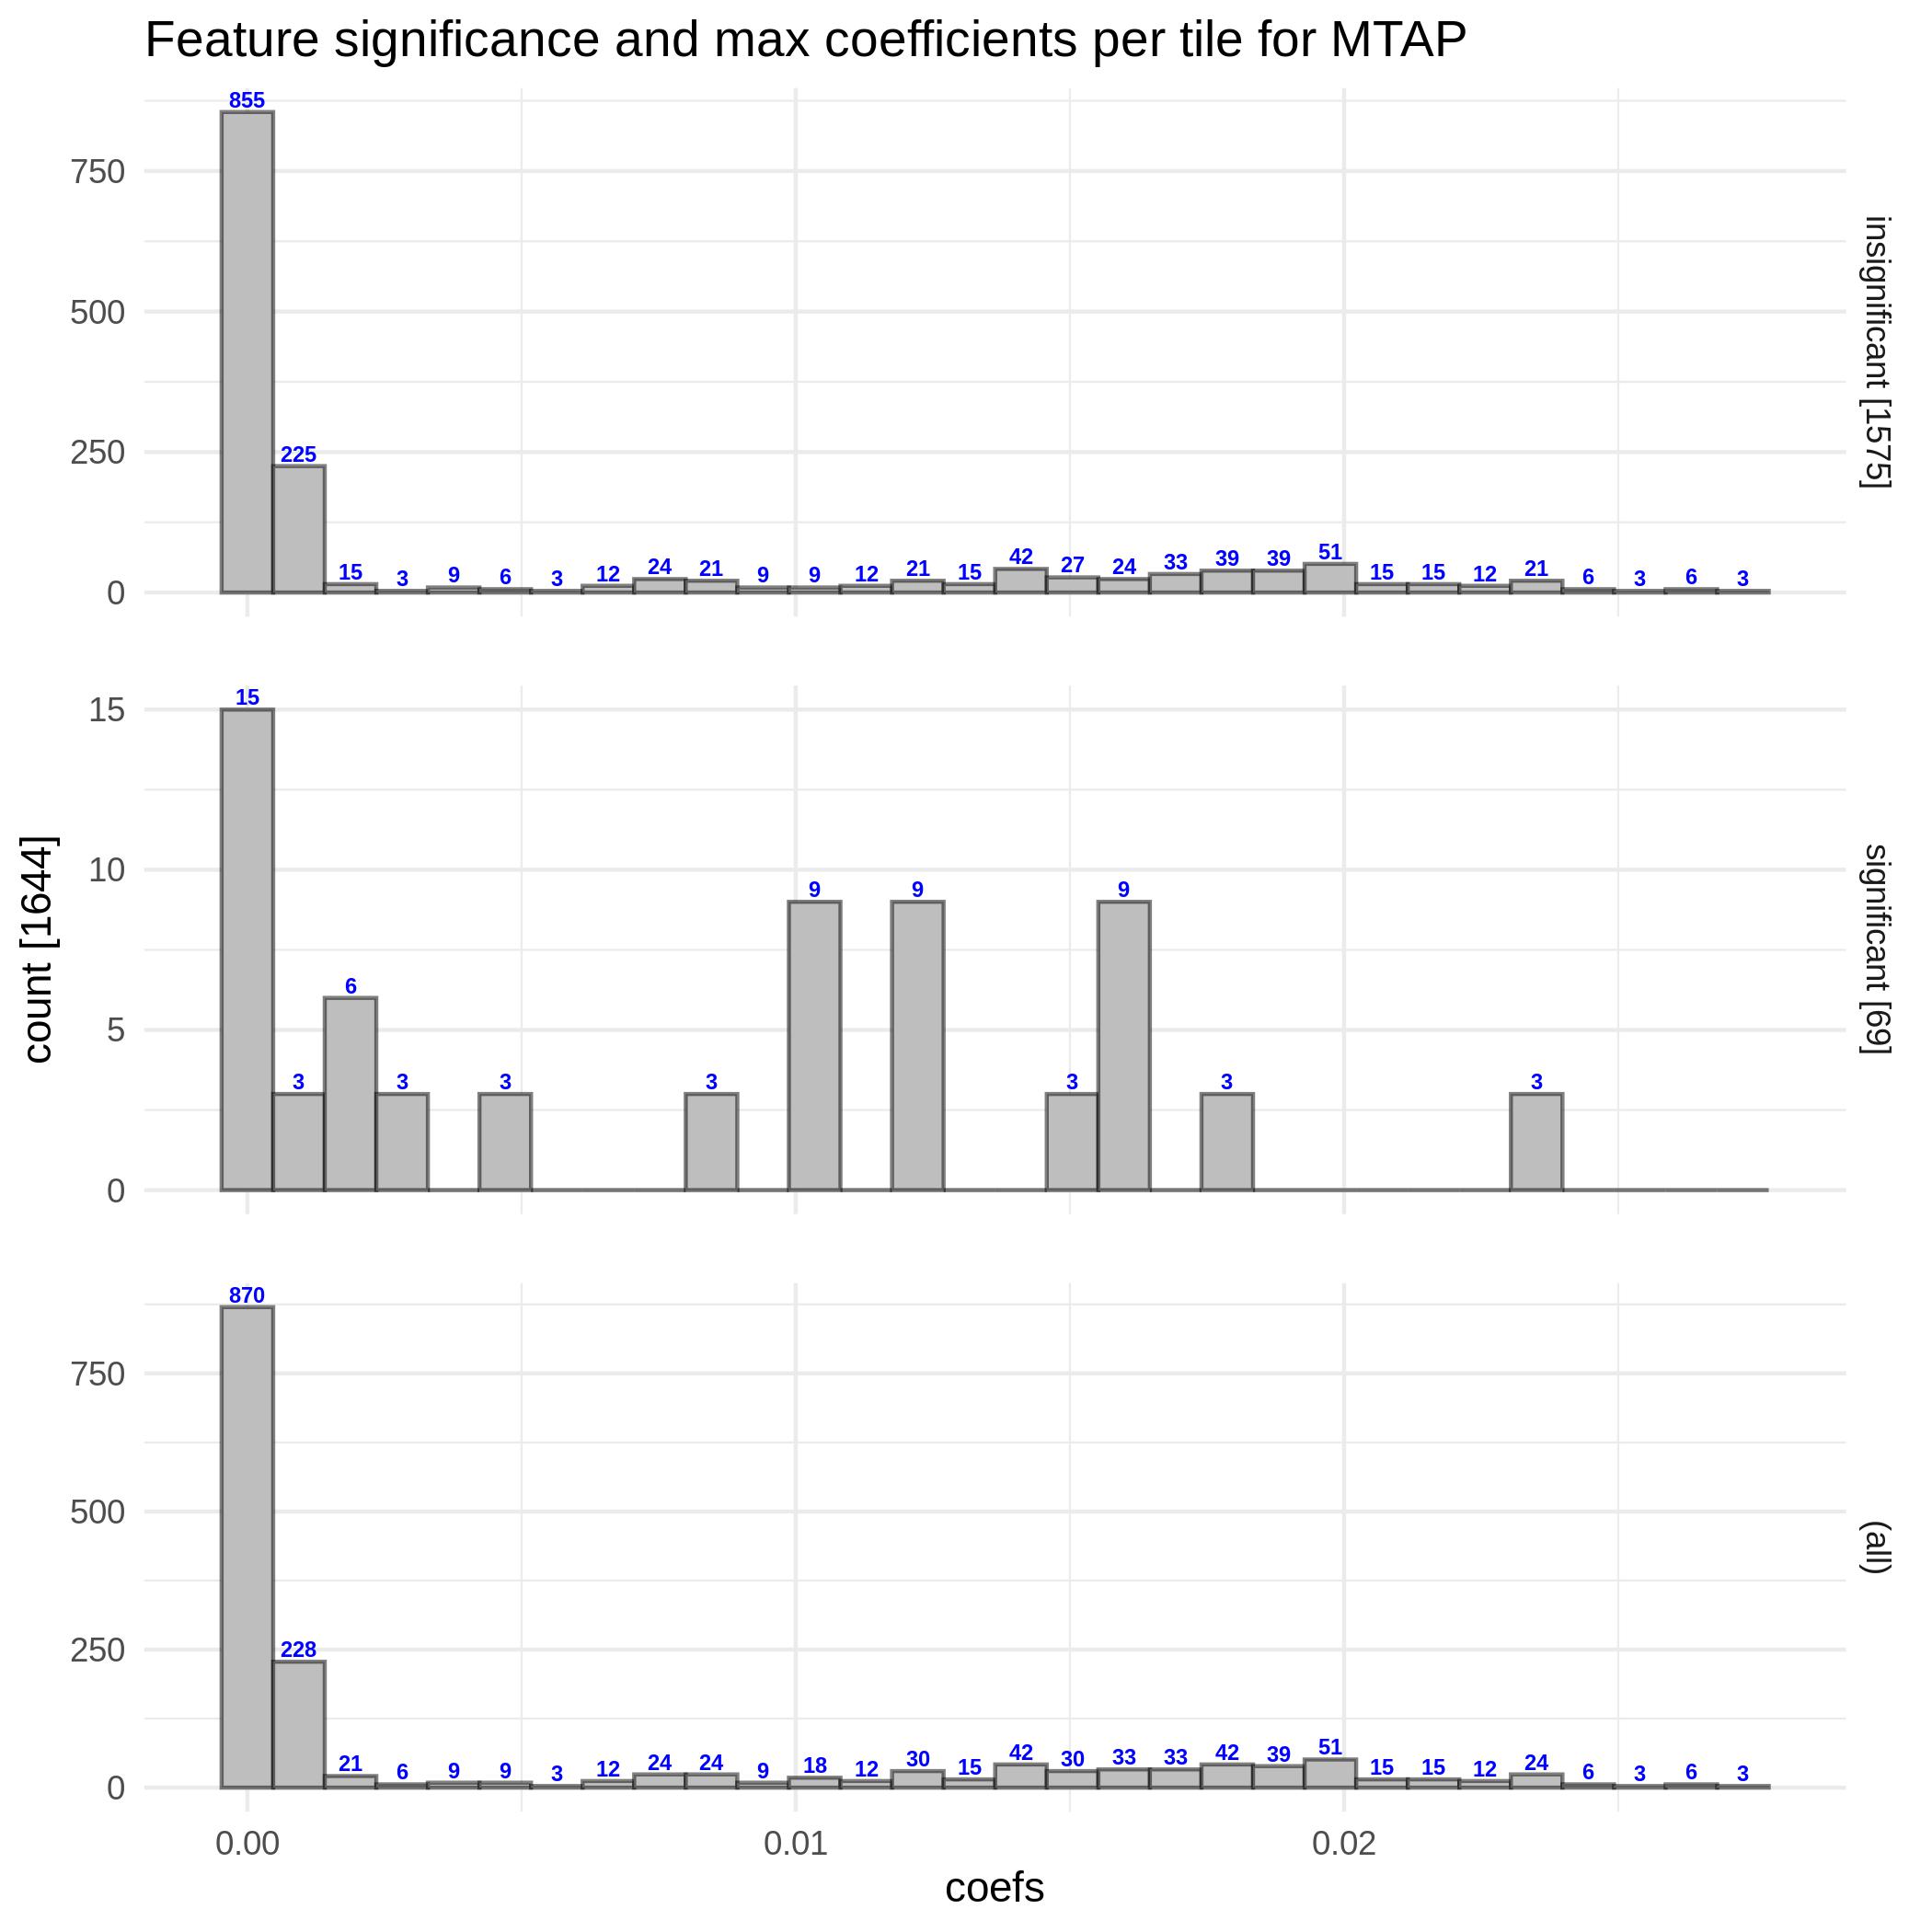 Feature significance and max coefficients per tile for MTAP
855
750
500
250
0
225
15 3 9 6 3 12 24 21 9 9 12 21 15 42 27 24 33 39 39 51 15 15 12 21 6 3 6 3
insignificant [1575]
count [1644]
15
10
5
0
15 3 6 3 3 3 9 9 3 9 3 3
significant [69]
870
750
500
250
0
228
21 6 9 9 3 12 24 24 9 18 12 30 15 42 30 33 33 42 39 51 15 15 12 24 6 3 6 3
(all)
0.00 0.01 0.02
coefs